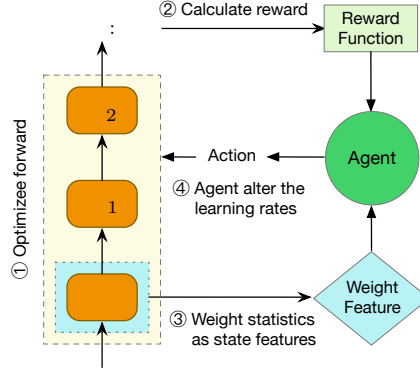 :
② Calculate reward
Reward
Function
2
① Optimizee forward
Action
Agent
④ Agent alter the
learning rates
1
Weight
Feature
③ Weight statistics
as state features